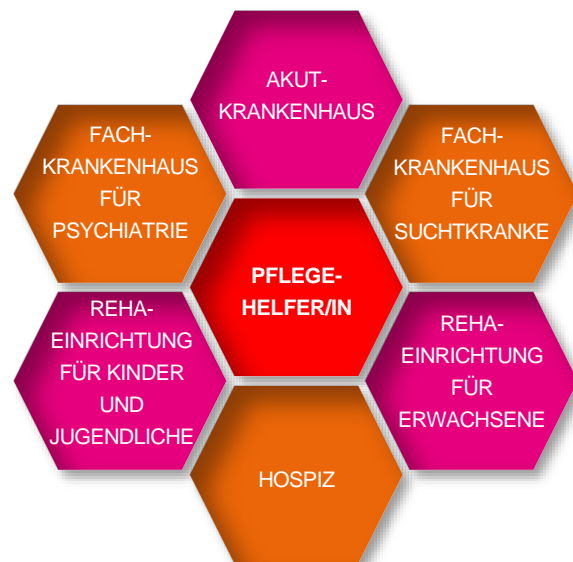 AKUT-
KRANKENHAUS
FACH-
KRANKENHAUS
FÜR
PSYCHIATRIE
FACH-
KRANKENHAUS
FÜR
SUCHTKRANKE
PFLEGE-
HELFER/IN
REHA-
EINRICHTUNG
FÜR KINDER
UND
JUGENDLICHE
REHA-
EINRICHTUNG
FÜR
ERWACHSENE
HOSPIZ